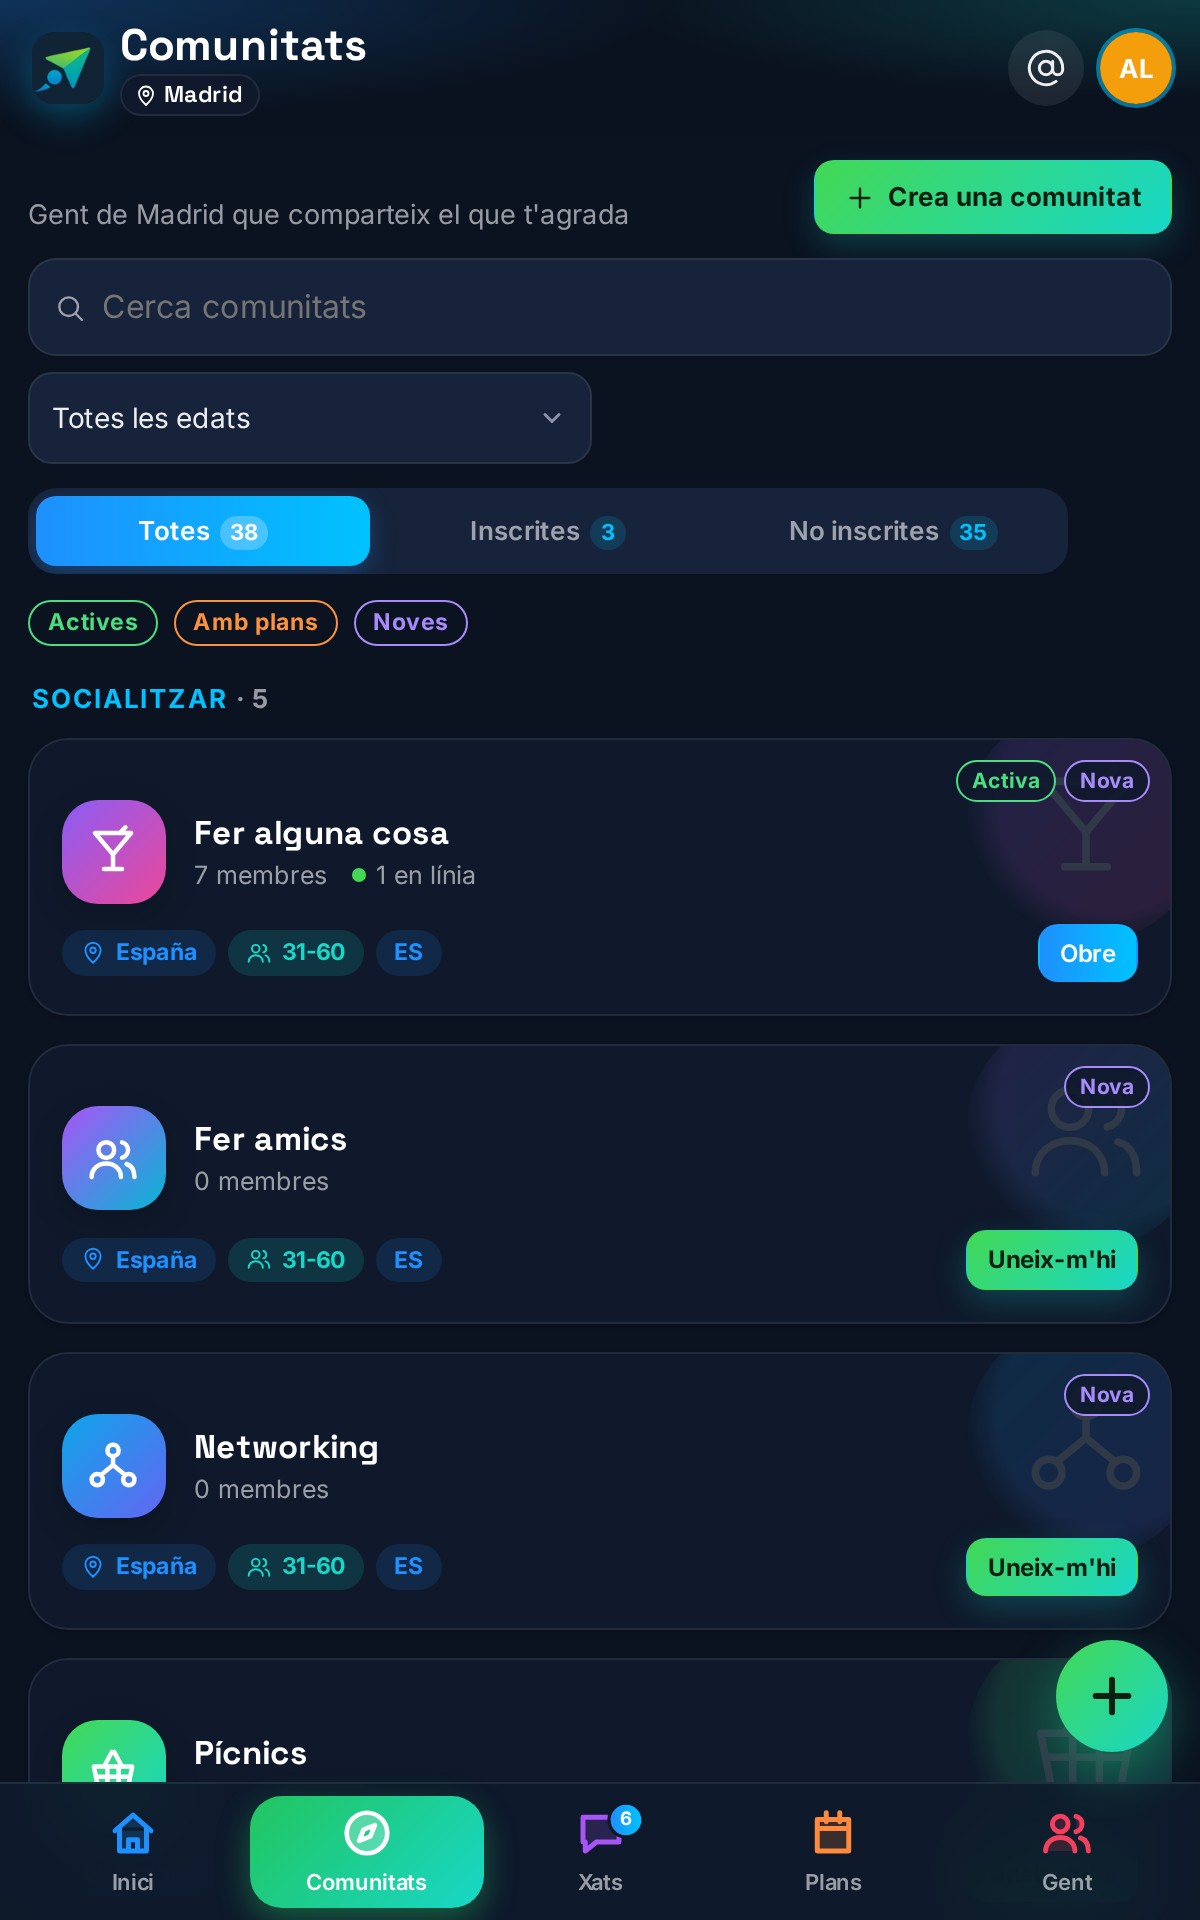 Comunitats
Madrid
AL
Gent de Madrid que comparteix el que t'agrada
+ Crea una comunitat
Cerca comunitats
Totes les edats
Totes 38
Inscrites 3
No inscrites 35
Actives
Amb plans
Noves
SOCIALITZAR · 5
Activa
Nova
Fer alguna cosa
7 membres
1 en línia
España
31-60
ES
Obre
Nova
Fer amics
0 membres
España
31-60
ES
Uneix-m'hi
Nova
Networking
0 membres
España
31-60
ES
Uneix-m'hi
Pícnics
Inici
Comunitats
6
Xats
Plans
Gent